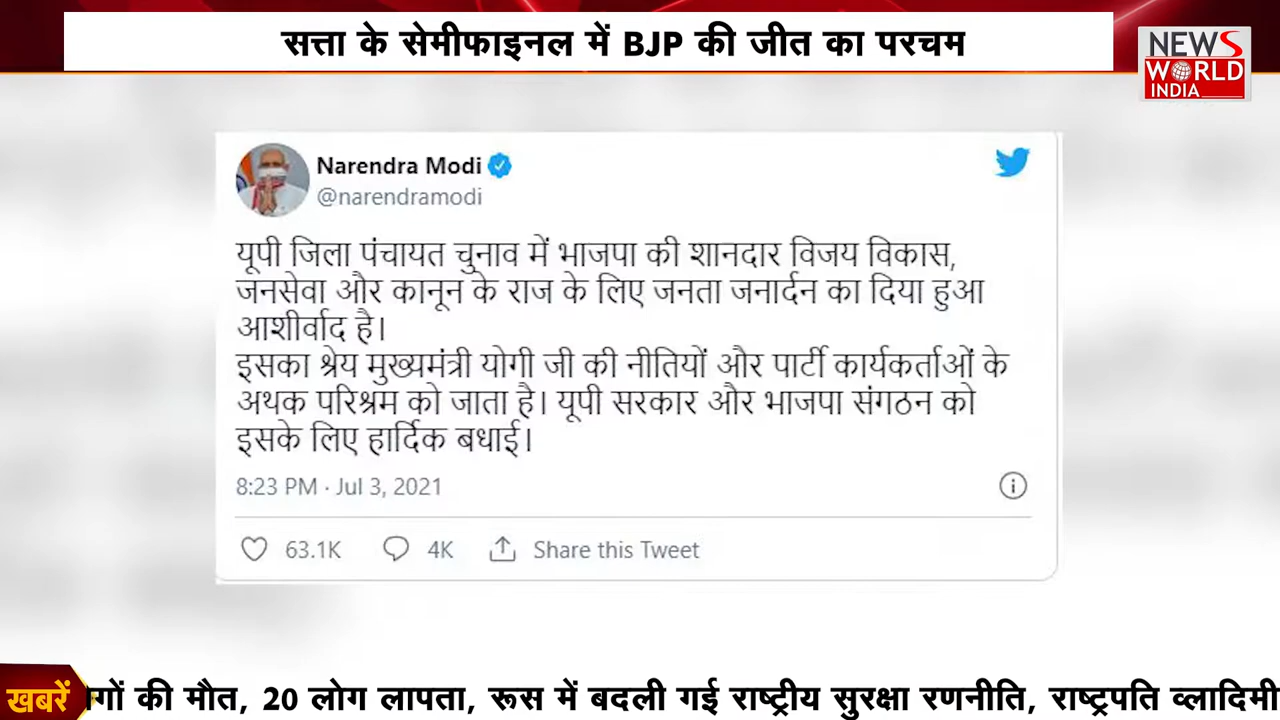 सत्ता के सेमीफाइनल में BJP की जीत का परचम
NEWS
WORLD
INDIA
Narendra Modi
@narendramodi
यूपी जिला पंचायत चुनाव में भाजपा की शानदार विजय विकास,
जनसेवा और कानून के राज के लिए जनता जनार्दन का दिया हुआ
आशीर्वाद है।
इसका श्रेय मुख्यमंत्री योगी जी की नीतियों और पार्टी कार्यकर्ताओं के
अथक परिश्रम को जाता है। यूपी सरकार और भाजपा संगठन को
इसके लिए हार्दिक बधाई।
8:23 PM · Jul 3, 2021
63.1K 4K Share this Tweet
खबरें
की मौत, 20 लोग लापता, रूस में बदली गई राष्ट्रीय सुरक्षा रणनीति, राष्ट्रपति व्लादिमी